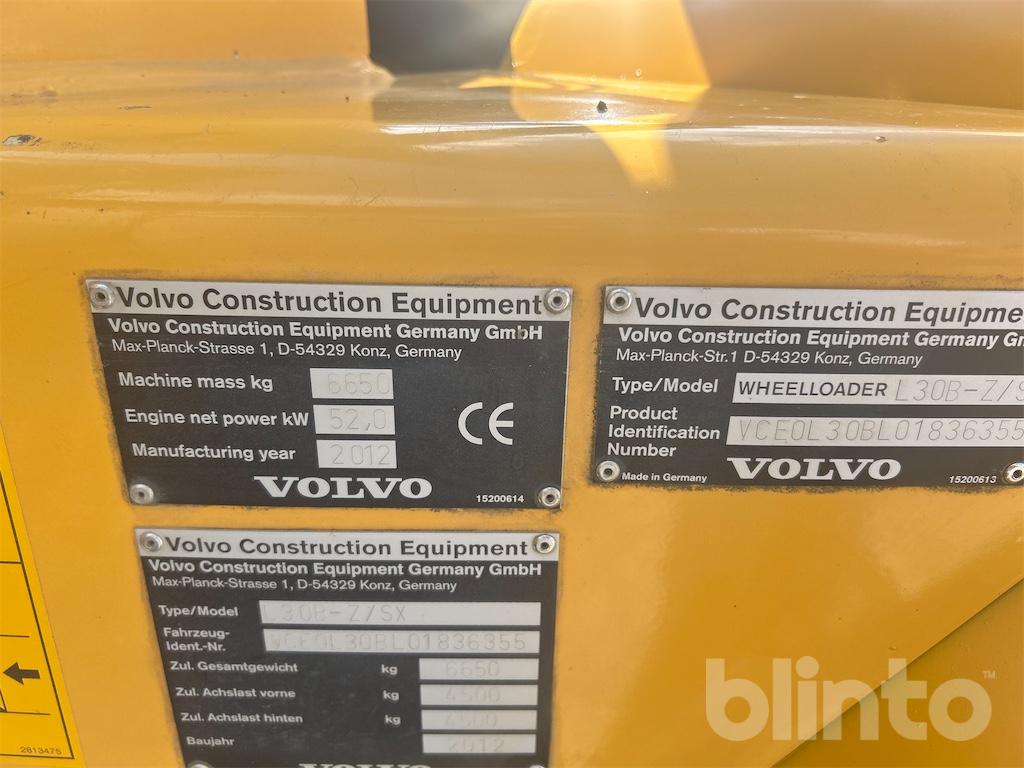 Volvo Construction Equipment
Volvo Construction Equipment Germany GmbH
Max-Planck-Strasse 1, D-54329 Konz, Germany
Machine mass kg 6650
Engine net power kW 52,0
Manufacturing year 2012
CE
VOLVO
15200614
Volvo Construction Equipme
Volvo Construction Equipment Germany Gm
Max-Planck-Str.1 D-54329 Konz, Germany
Type/Model WHEELLOADER L30B-Z/S
Product
Identification VCE0L30BL01836355
Number
Made in Germany VOLVO 15200613
Volvo Construction Equipment
Volvo Construction Equipment Germany GmbH
Max-Planck-Strasse 1, D-54329 Konz, Germany
Type/Model L30B-Z/SX
Fahrzeug-
Ident.-Nr. VCE0L30BL01836355
Zul. Gesamtgewicht kg 6650
Zul. Achslast vorne kg 4500
Zul. Achslast hinten kg 4500
Baujahr 2012
VOLVO
2813475
blinto™